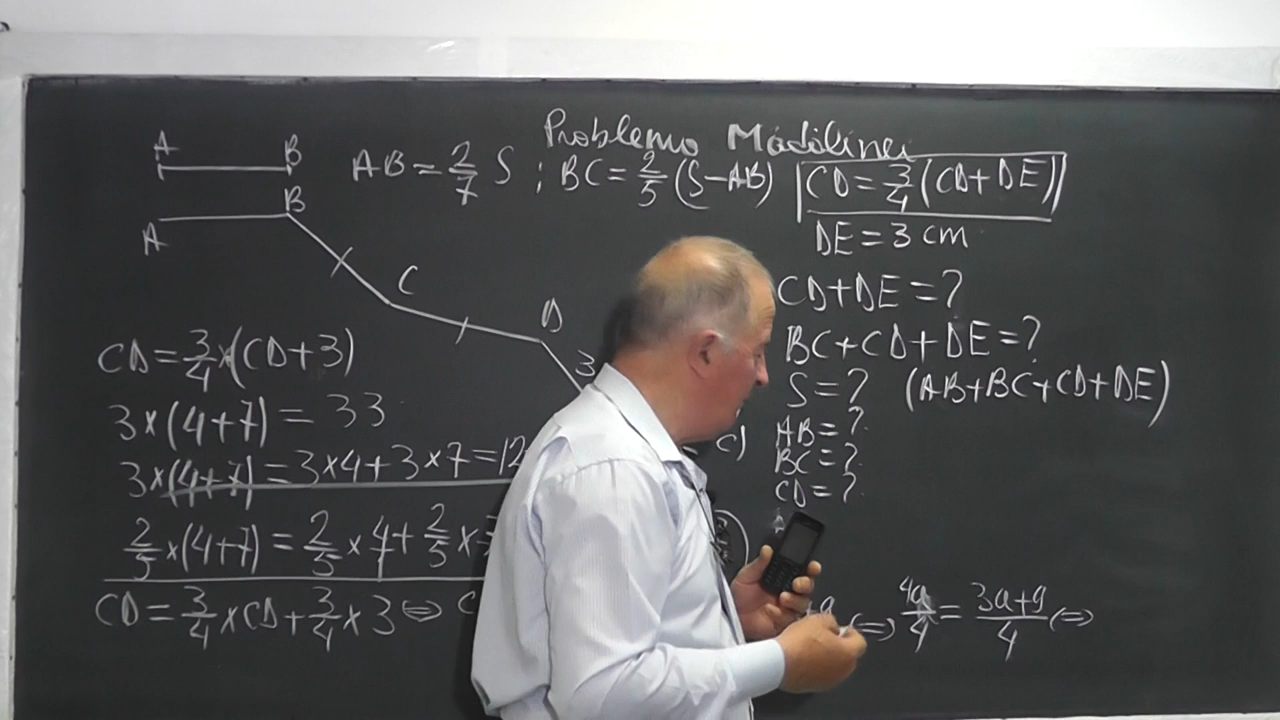 Problema Mădălinei
A B
AB = 2/7 S ; BC = 2/5 (S-AB) CD = 3/4 (CD+DE)
DE = 3 cm
A B C D 3
CD+DE = ?
BC+CD+DE = ?
S = ? (AB+BC+CD+DE)
c) AB = ?
BC = ?
CD = ?
CD = 3/4 × (CD+3)
3×(4+7) = 33
3×(4+7) = 3×4+3×7 = 12
2/5 ×(4+7) = 2/5 × 4 + 2/5 ×
CD = 3/4 × CD + 3/4 × 3 ⇔
⇔ 4a/4 = 3a+9/4 ⇔